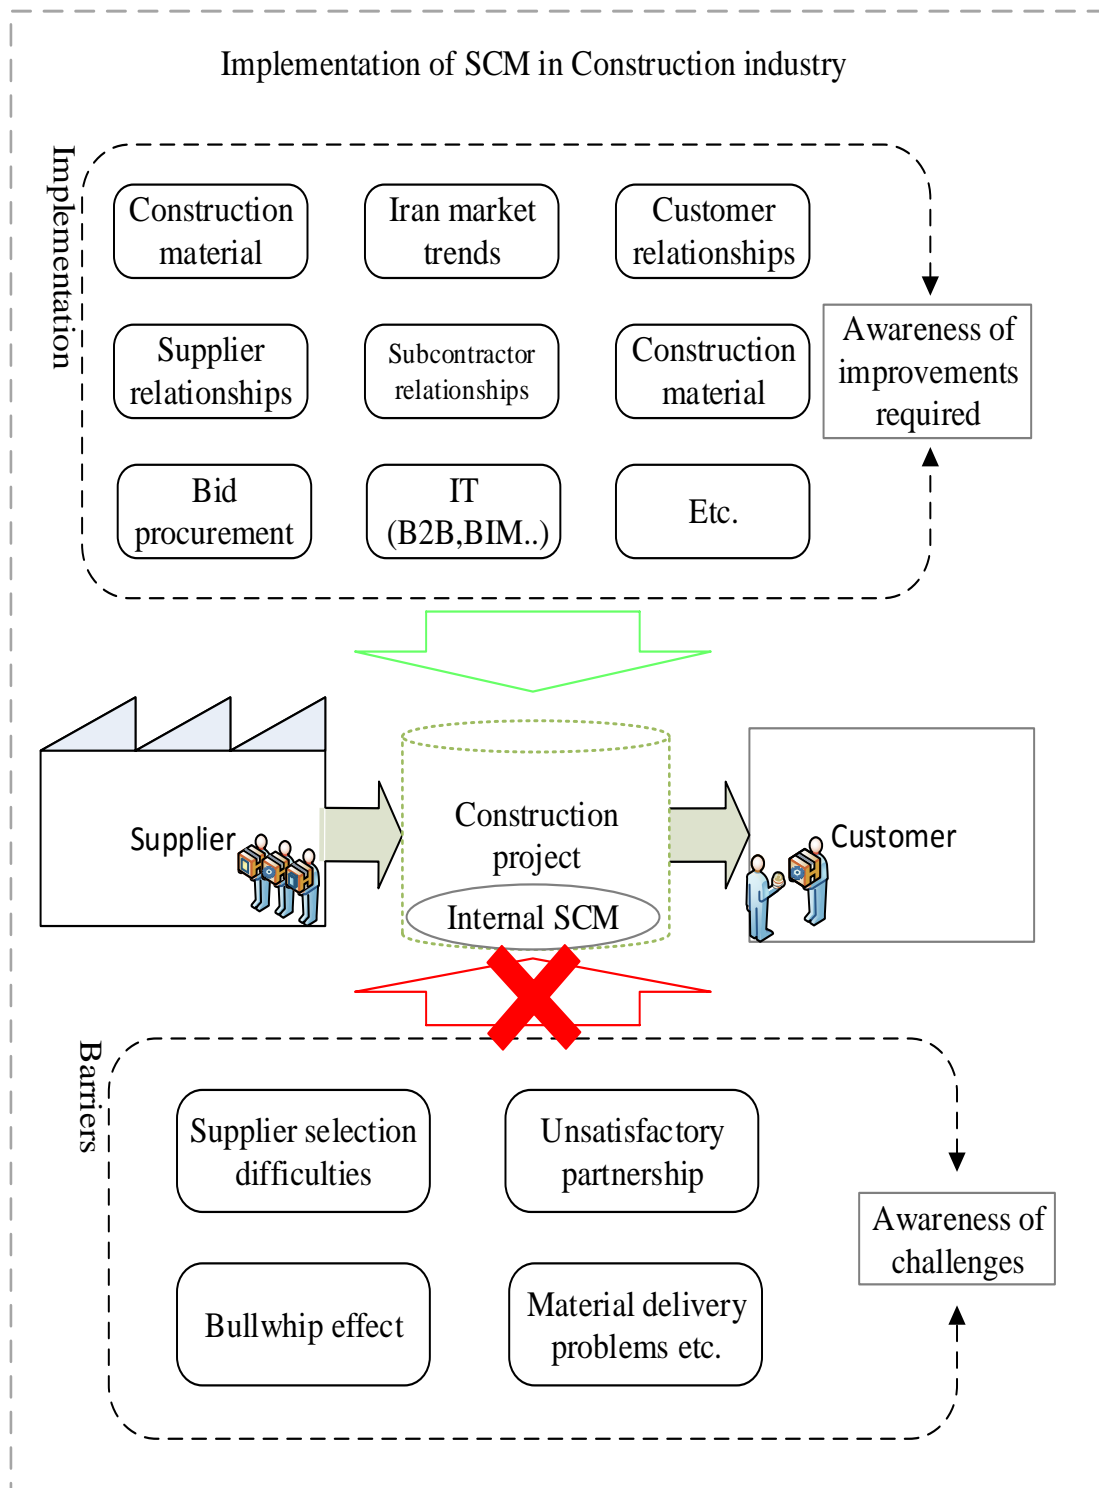 Implementation of SCM in Construction industry
Implementation
Construction
material
Iran market
trends
Customer
relationships
Supplier
relationships
Subcontractor
relationships
Construction
material
Awareness of
improvements
required
Bid
procurement
IT
(B2B,BIM..)
Etc.
Supplier
Construction
project
Internal SCM
Customer
Barriers
Supplier selection
difficulties
Unsatisfactory
partnership
Bullwhip effect
Material delivery
problems etc.
Awareness of
challenges